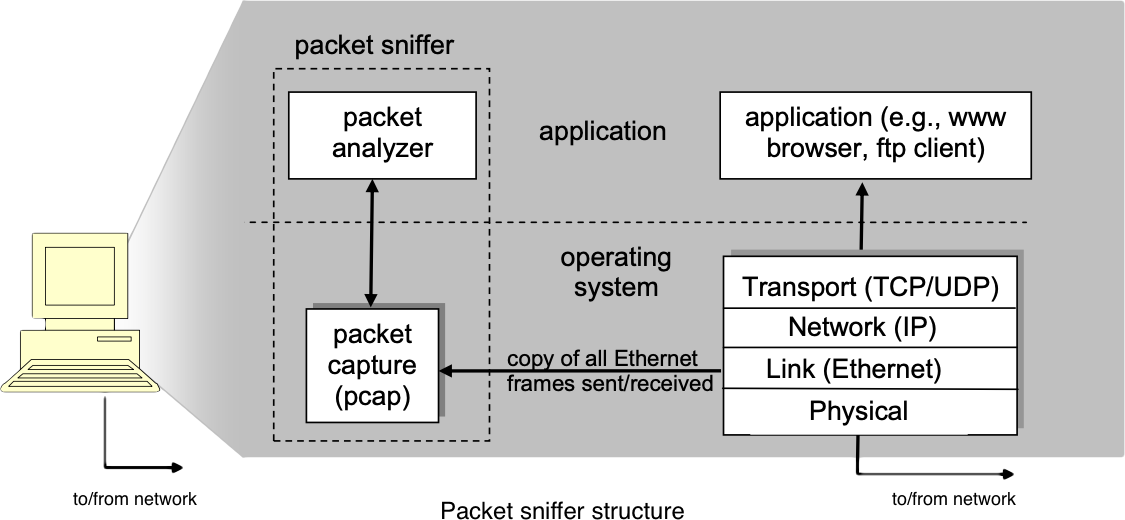 packet sniffer
packet
analyzer
application
application (e.g., www
browser, ftp client)
operating
system
packet
capture
(pcap)
copy of all Ethernet
frames sent/received
Transport (TCP/UDP)
Network (IP)
Link (Ethernet)
Physical
to/from network
to/from network
Packet sniffer structure